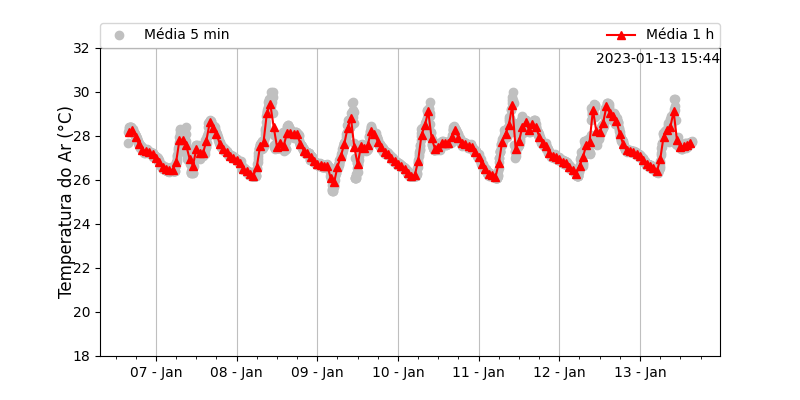 Média 5 min
Média 1 h
2023-01-13 15:44
Temperatura do Ar (°C)
32
30
28
26
24
22
20
18
07 - Jan
08 - Jan
09 - Jan
10 - Jan
11 - Jan
12 - Jan
13 - Jan